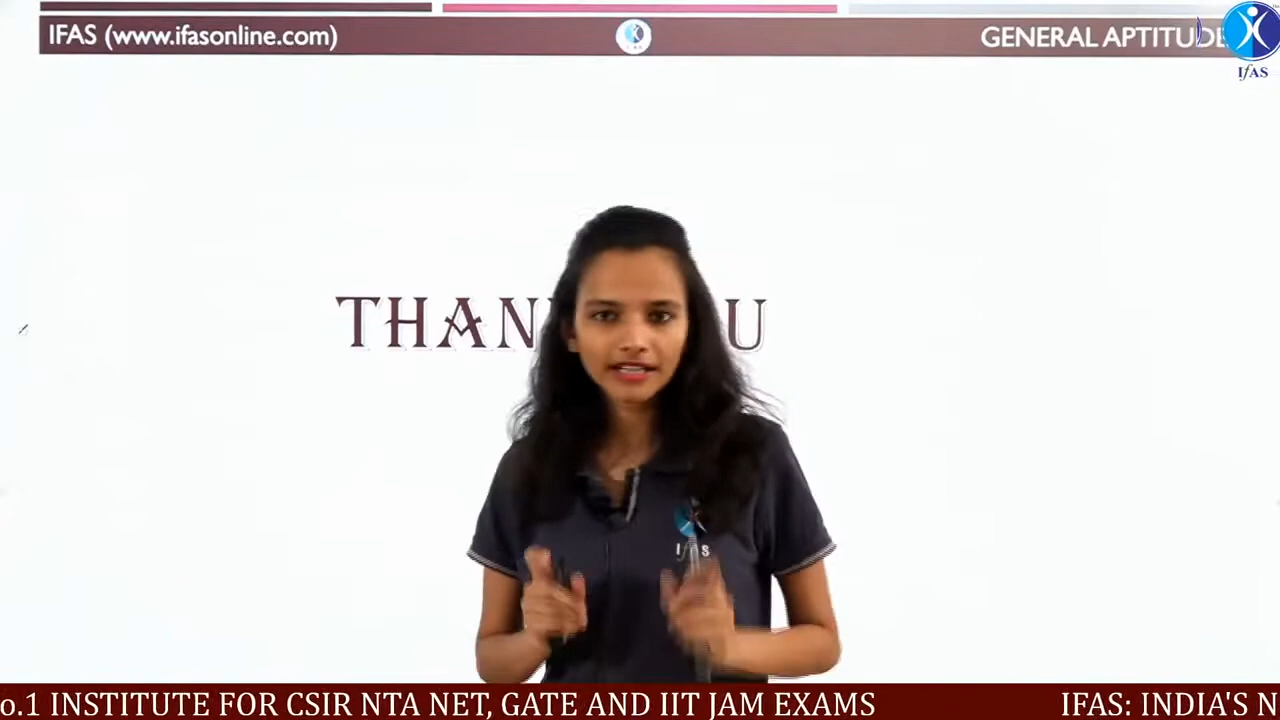 IFAS (www.ifasonline.com)
GENERAL APTITUDE
IfAS
THAN
U
IfAS
o.1 INSTITUTE FOR CSIR NTA NET, GATE AND IIT JAM EXAMS
IFAS: INDIA'S N